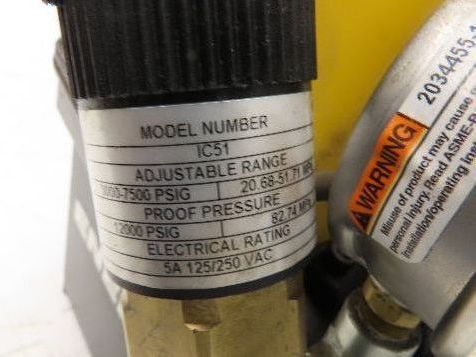 MODEL NUMBER
IC51
ADJUSTABLE RANGE
3000-7500 PSIG 20.68-51.71 MPa
PROOF PRESSURE
12000 PSIG 82.74 MPa
ELECTRICAL RATING
5A 125/250 VAC
WARNING
2034455-1
Misuse of product may cause
personal injury. Read ASME-B
installation/operating